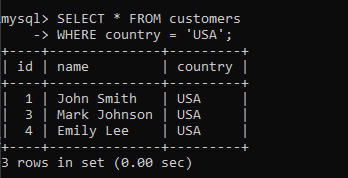 mysql> SELECT * FROM customers
    -> WHERE country = 'USA';
+----+--------------+---------+
| id | name         | country |
+----+--------------+---------+
|  1 | John Smith   | USA     |
|  3 | Mark Johnson | USA     |
|  4 | Emily Lee    | USA     |
+----+--------------+---------+
3 rows in set (0.00 sec)